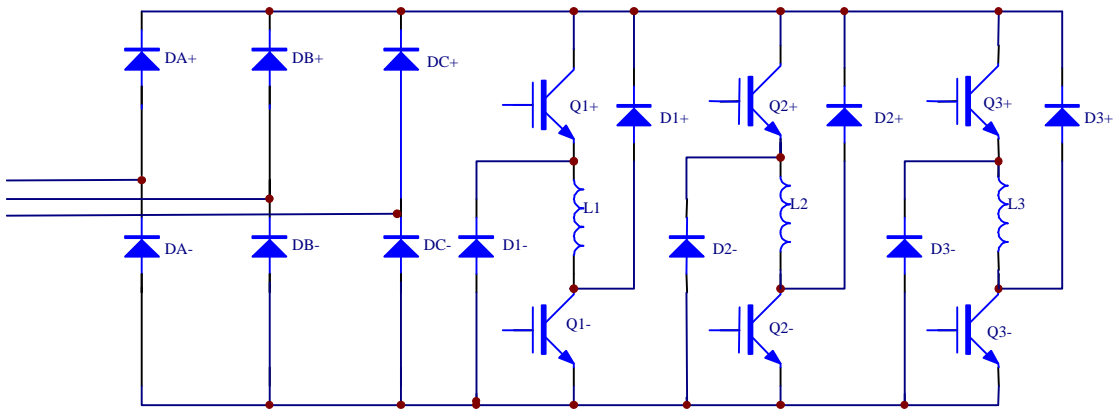 DA+
DB+
DC+
Q1+
D1+
Q2+
D2+
Q3+
D3+
L1
L2
L3
DA-
DB-
DC-
D1-
D2-
D3-
Q1-
Q2-
Q3-